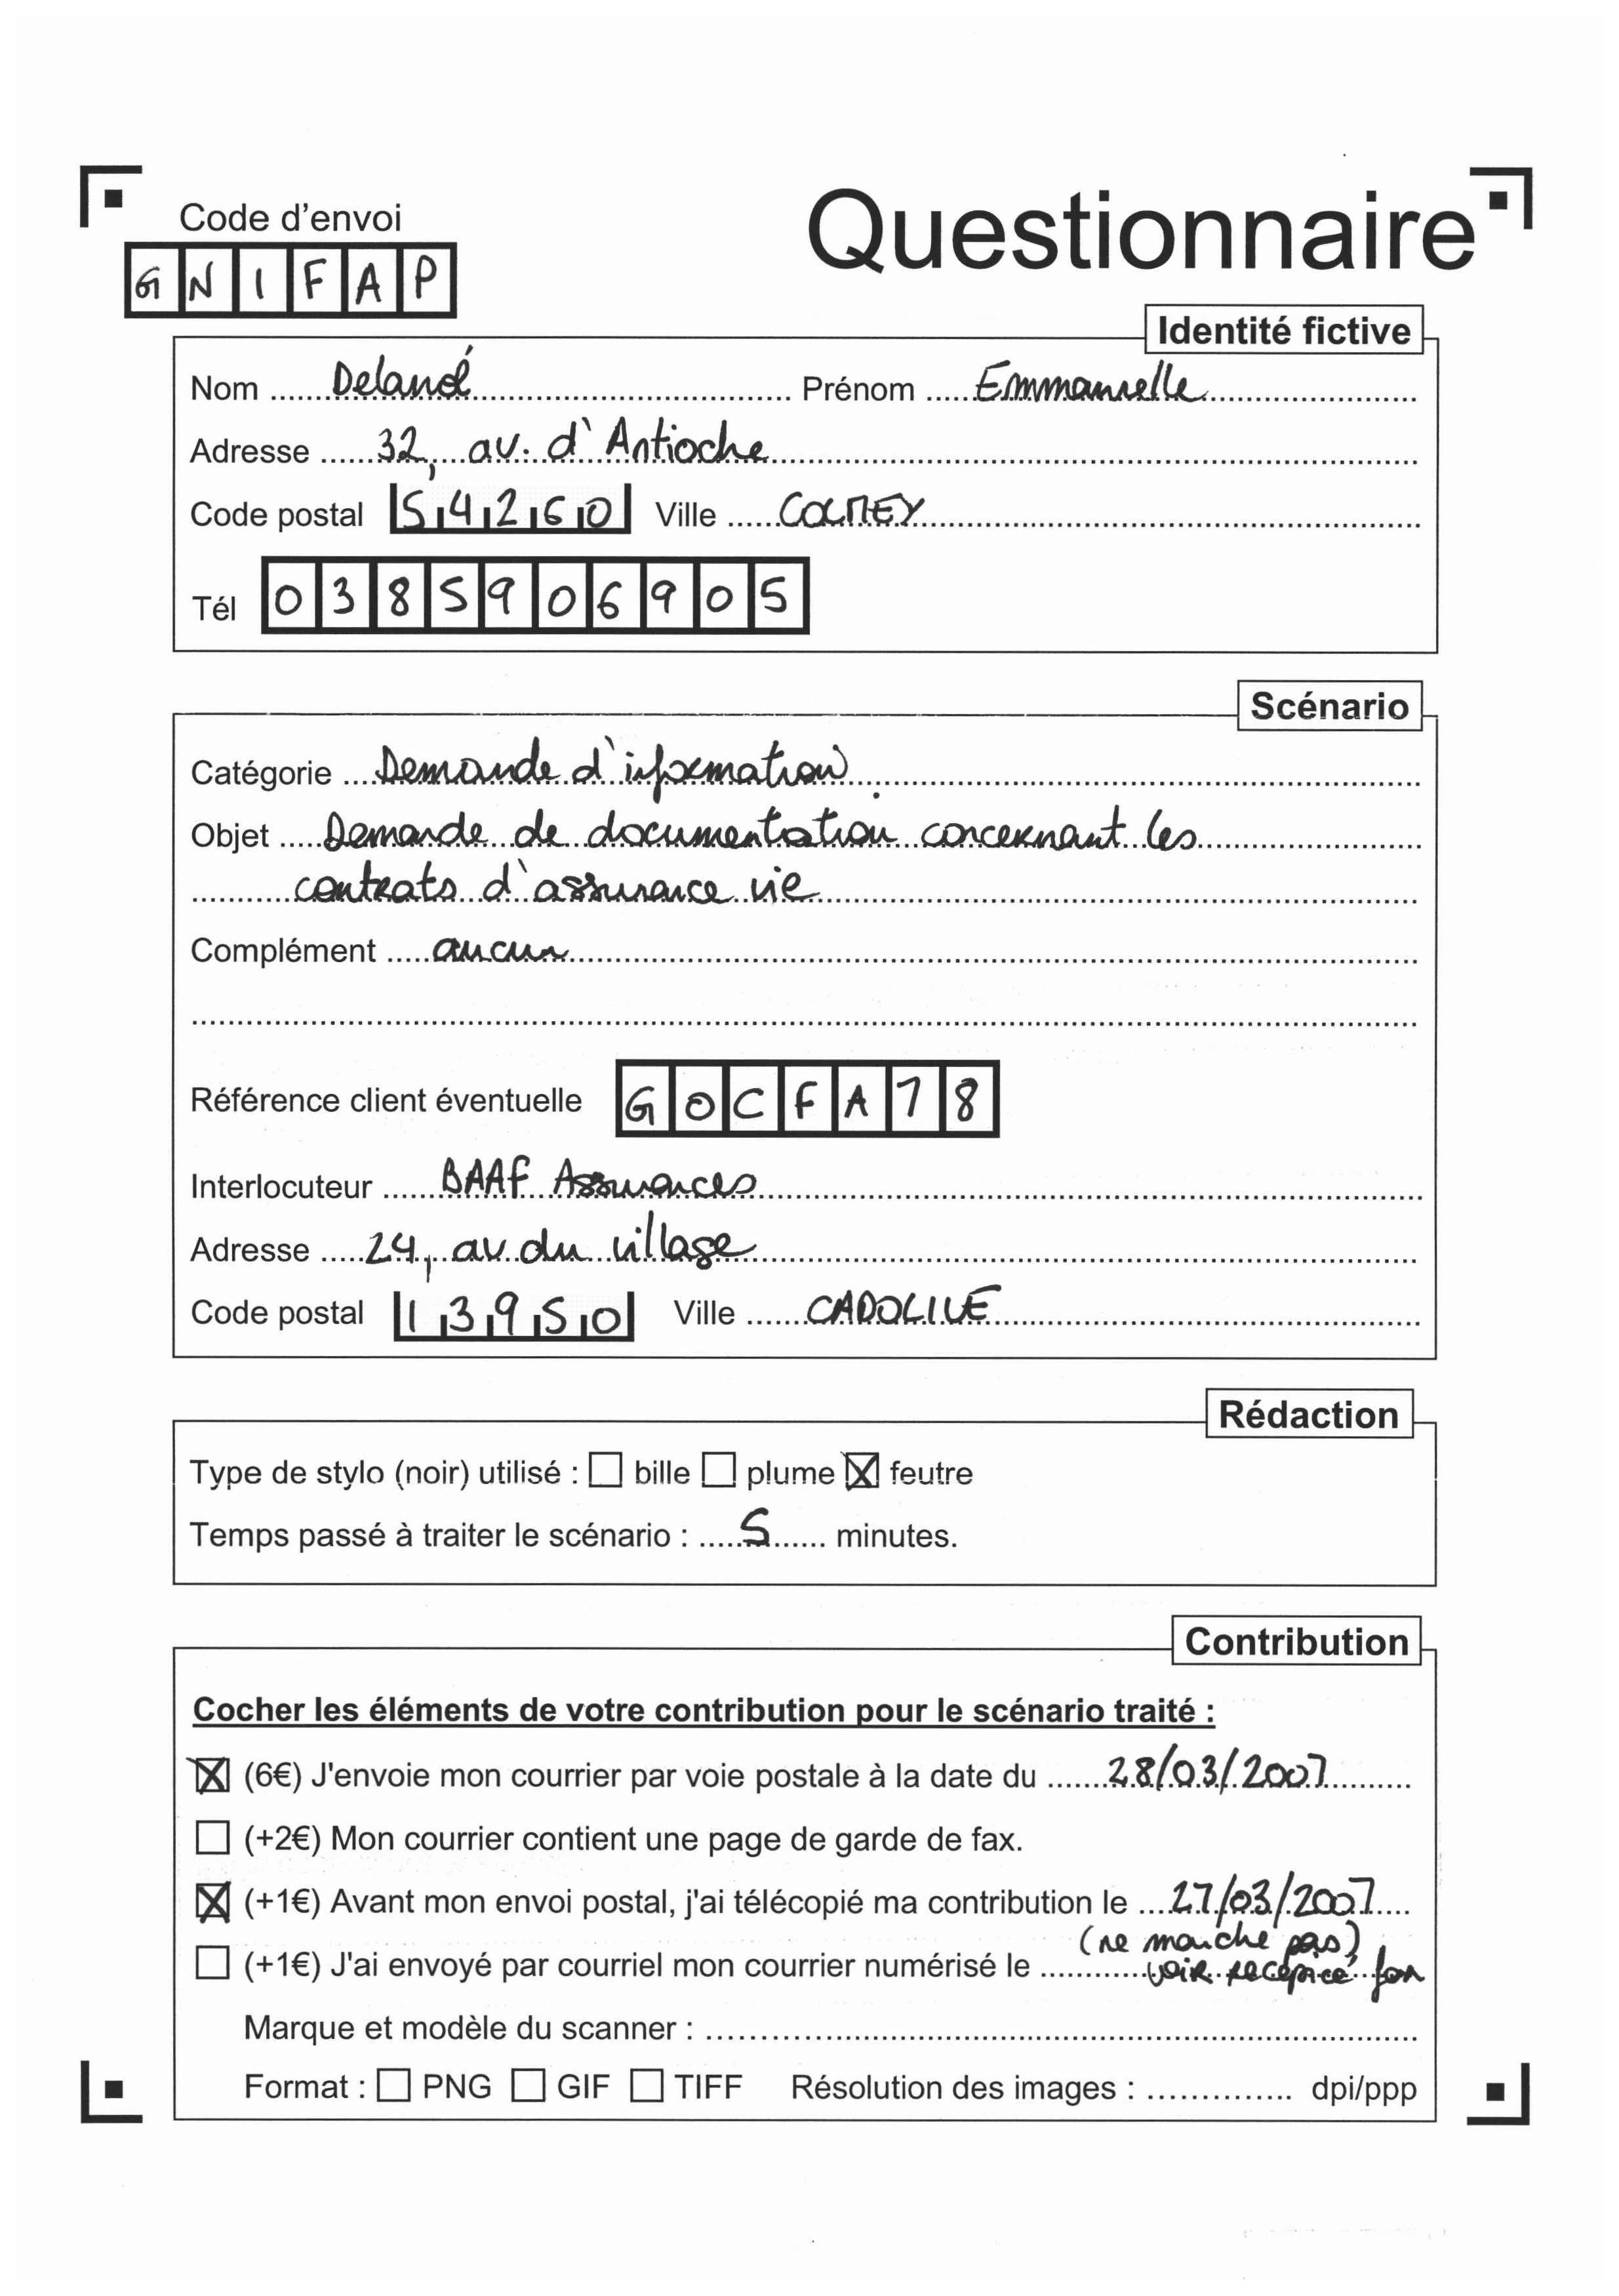 Code d'envoi
Questionnaire
GNIFAP
Identité fictive
Nom ..... Delanoé ..... Prénom ..... Emmanuelle .....
Adresse ..... 32, av. d'Antioche .....
Code postal 54260 Ville ..... COLMEY .....
Tél 0385906905
Scénario
Catégorie ..... Demande d'information. .....
Objet ..... Demande de documentation concernant les .....
..... contrats d'assurance vie .....
Complément ..... aucun .....
Référence client éventuelle GOCFA78
Interlocuteur ..... BAAF Assurances .....
Adresse ..... 24, av du village .....
Code postal 13950 Ville ..... CADOLIVE .....
Rédaction
Type de stylo (noir) utilisé : ☐ bille ☐ plume ☒ feutre
Temps passé à traiter le scénario : ..... 5 ..... minutes.
Contribution
Cocher les éléments de votre contribution pour le scénario traité :
☒ (6€) J'envoie mon courrier par voie postale à la date du ..... 28/03/2007 .....
☐ (+2€) Mon courrier contient une page de garde de fax.
☒ (+1€) Avant mon envoi postal, j'ai télécopié ma contribution le ..... 27/03/2007 .....
(ne marche pas)
☐ (+1€) J'ai envoyé par courriel mon courrier numérisé le ..... voir recépicé fax
Marque et modèle du scanner : .....
Format : ☐ PNG ☐ GIF ☐ TIFF Résolution des images : ..... dpi/ppp